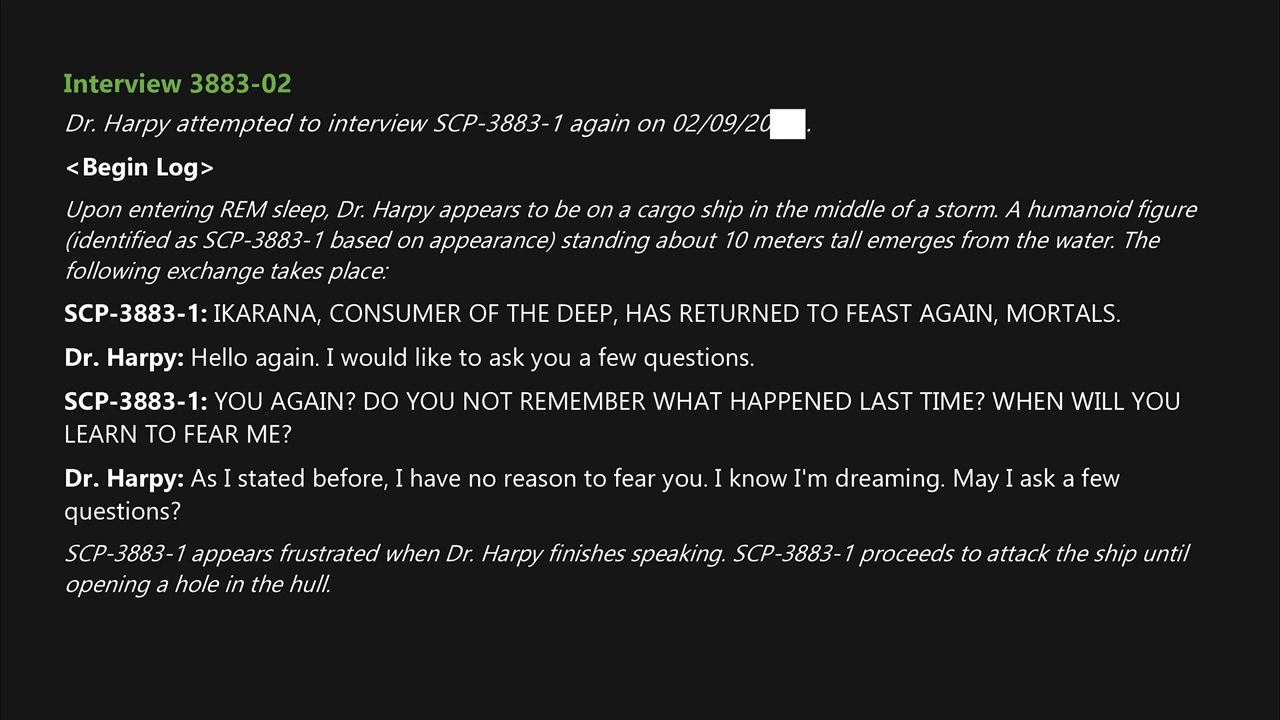 Interview 3883-02
Dr. Harpy attempted to interview SCP-3883-1 again on 02/09/20██.
<Begin Log>
Upon entering REM sleep, Dr. Harpy appears to be on a cargo ship in the middle of a storm. A humanoid figure
(identified as SCP-3883-1 based on appearance) standing about 10 meters tall emerges from the water. The
following exchange takes place:
SCP-3883-1: IKARANA, CONSUMER OF THE DEEP, HAS RETURNED TO FEAST AGAIN, MORTALS.
Dr. Harpy: Hello again. I would like to ask you a few questions.
SCP-3883-1: YOU AGAIN? DO YOU NOT REMEMBER WHAT HAPPENED LAST TIME? WHEN WILL YOU
LEARN TO FEAR ME?
Dr. Harpy: As I stated before, I have no reason to fear you. I know I'm dreaming. May I ask a few
questions?
SCP-3883-1 appears frustrated when Dr. Harpy finishes speaking. SCP-3883-1 proceeds to attack the ship until
opening a hole in the hull.